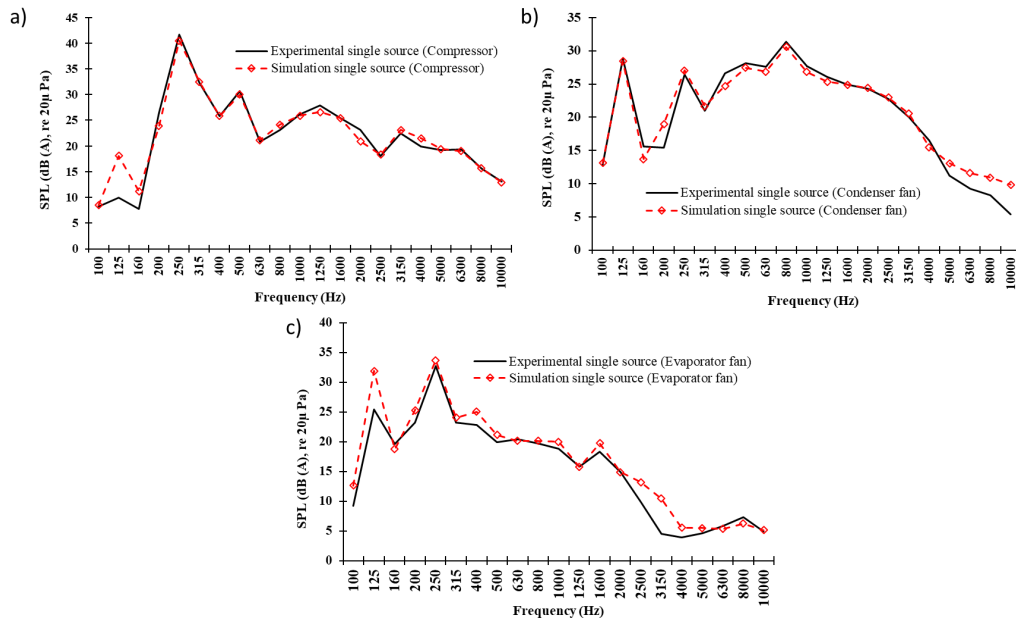 a)
SPL (dB (A), re 20µ Pa)
45
40
35
30
25
20
15
10
5
0
Experimental single source (Compressor)
Simulation single source (Compressor)
100 125 160 200 250 315 400 500 630 800 1000 1250 1600 2000 2500 3150 4000 5000 6300 8000 10000
Frequency (Hz)
b)
SPL (dB (A), re 20µ Pa)
35
30
25
20
15
10
5
0
Experimental single source (Condenser fan)
Simulation single source (Condenser fan)
100 125 160 200 250 315 400 500 630 800 1000 1250 1600 2000 2500 3150 4000 5000 6300 8000 10000
Frequency (Hz)
c)
SPL (dB (A), re 20µ Pa)
40
35
30
25
20
15
10
5
0
Experimental single source (Evaporator fan)
Simulation single source (Evaporator fan)
100 125 160 200 250 315 400 500 630 800 1000 1250 1600 2000 2500 3150 4000 5000 6300 8000 10000
Frequency (Hz)